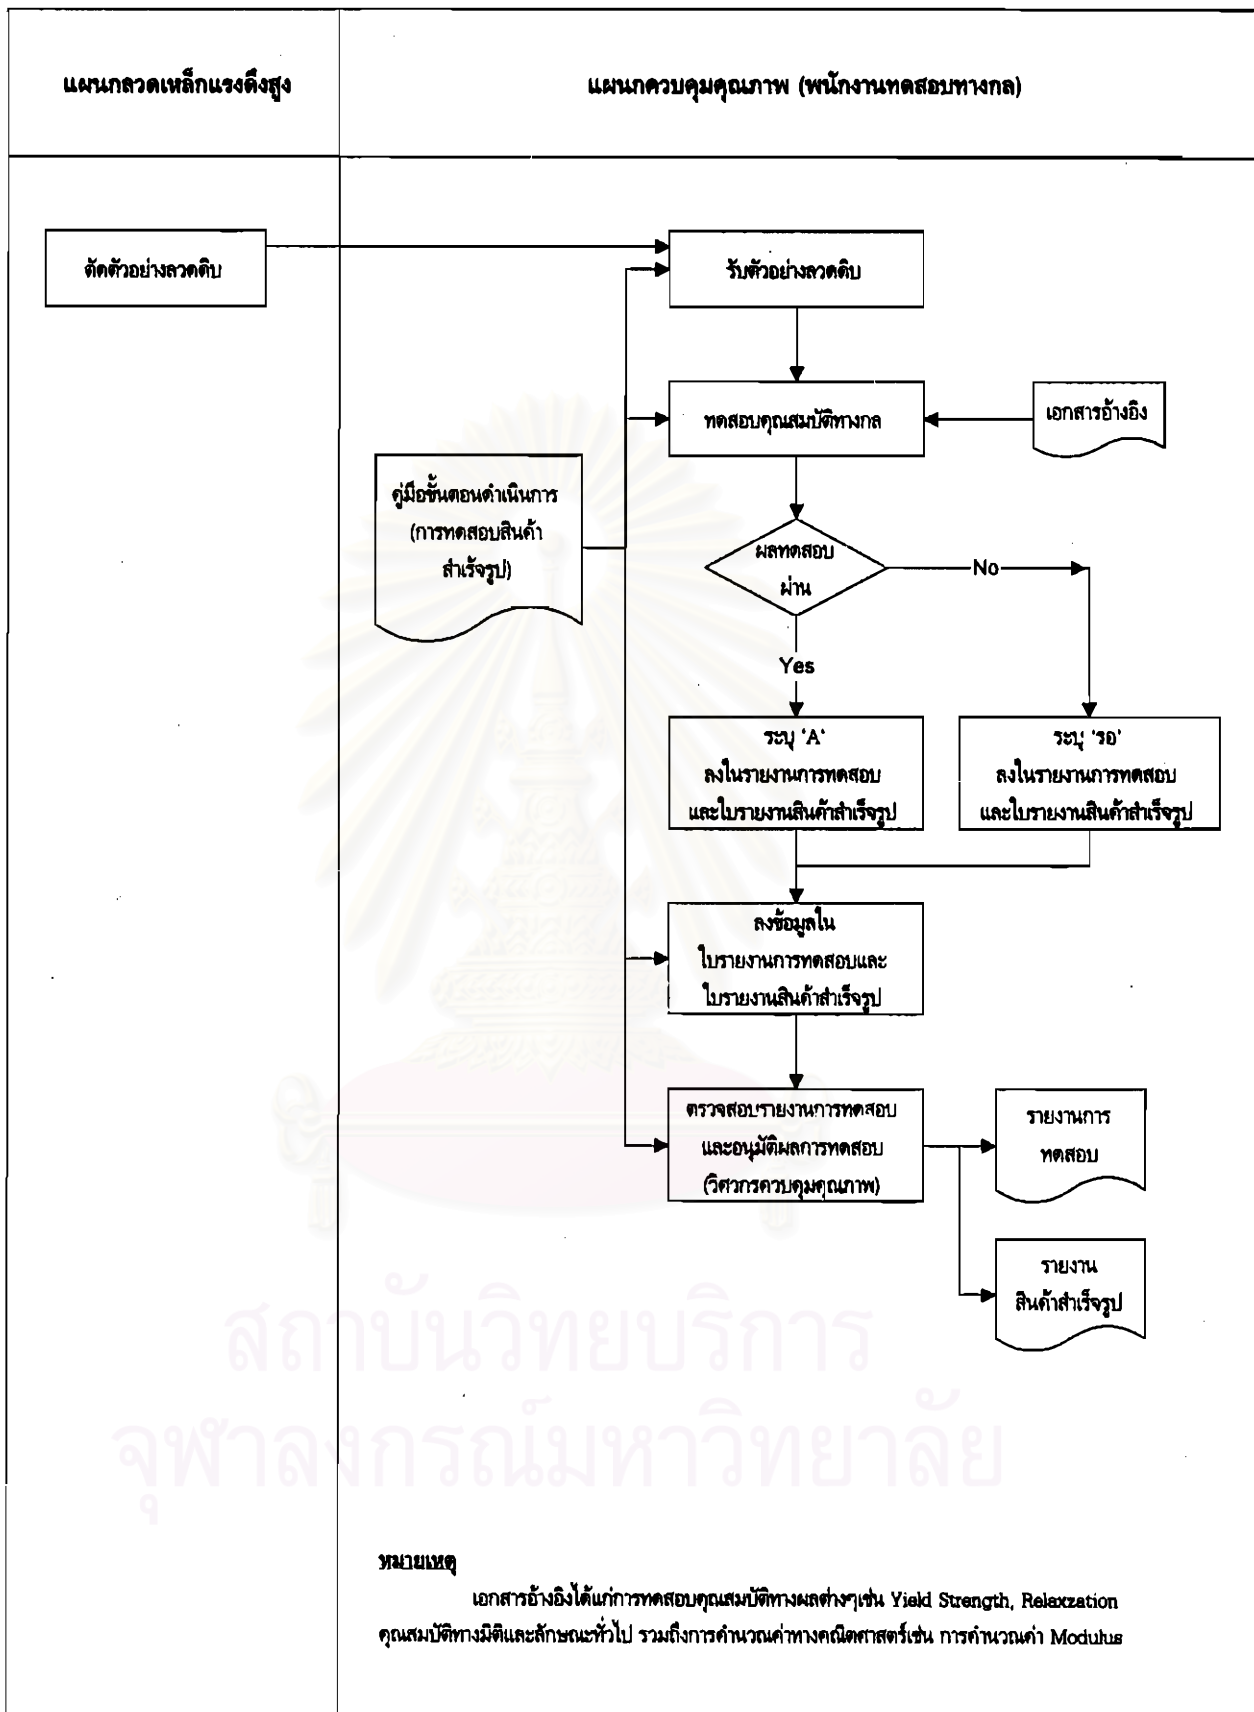 แผนกลวดเหล็กแรงดึงสูง
แผนกควบคุมคุณภาพ (พนักงานทดสอบทางกล)
ตัดตัวอย่างลวดดิบ
รับตัวอย่างลวดดิบ
ทดสอบคุณสมบัติทางกล
เอกสารอ้างอิง
คู่มือขั้นตอนดำเนินการ
(การทดสอบสินค้า
สำเร็จรูป)
ผลทดสอบ
ผ่าน
No
Yes
ระบุ 'A'
ลงในรายงานการทดสอบ
และใบรายงานสินค้าสำเร็จรูป
ระบุ 'รอ'
ลงในรายงานการทดสอบ
และใบรายงานสินค้าสำเร็จรูป
ลงข้อมูลใน
ใบรายงานการทดสอบและ
ใบรายงานสินค้าสำเร็จรูป
ตรวจสอบรายงานการทดสอบ
และอนุมัติผลการทดสอบ
(วิศวกรควบคุมคุณภาพ)
รายงานการ
ทดสอบ
รายงาน
สินค้าสำเร็จรูป
สถาบันวิทยบริการ
จุฬาลงกรณ์มหาวิทยาลัย
หมายเหตุ
เอกสารอ้างอิงได้แก่การทดสอบคุณสมบัติทางผลต่างๆเช่น Yield Strength, Relaxzation
คุณสมบัติทางมิติและลักษณะทั่วไป รวมถึงการคำนวณค่าทางคณิตศาสตร์เช่น การคำนวณค่า Modulus